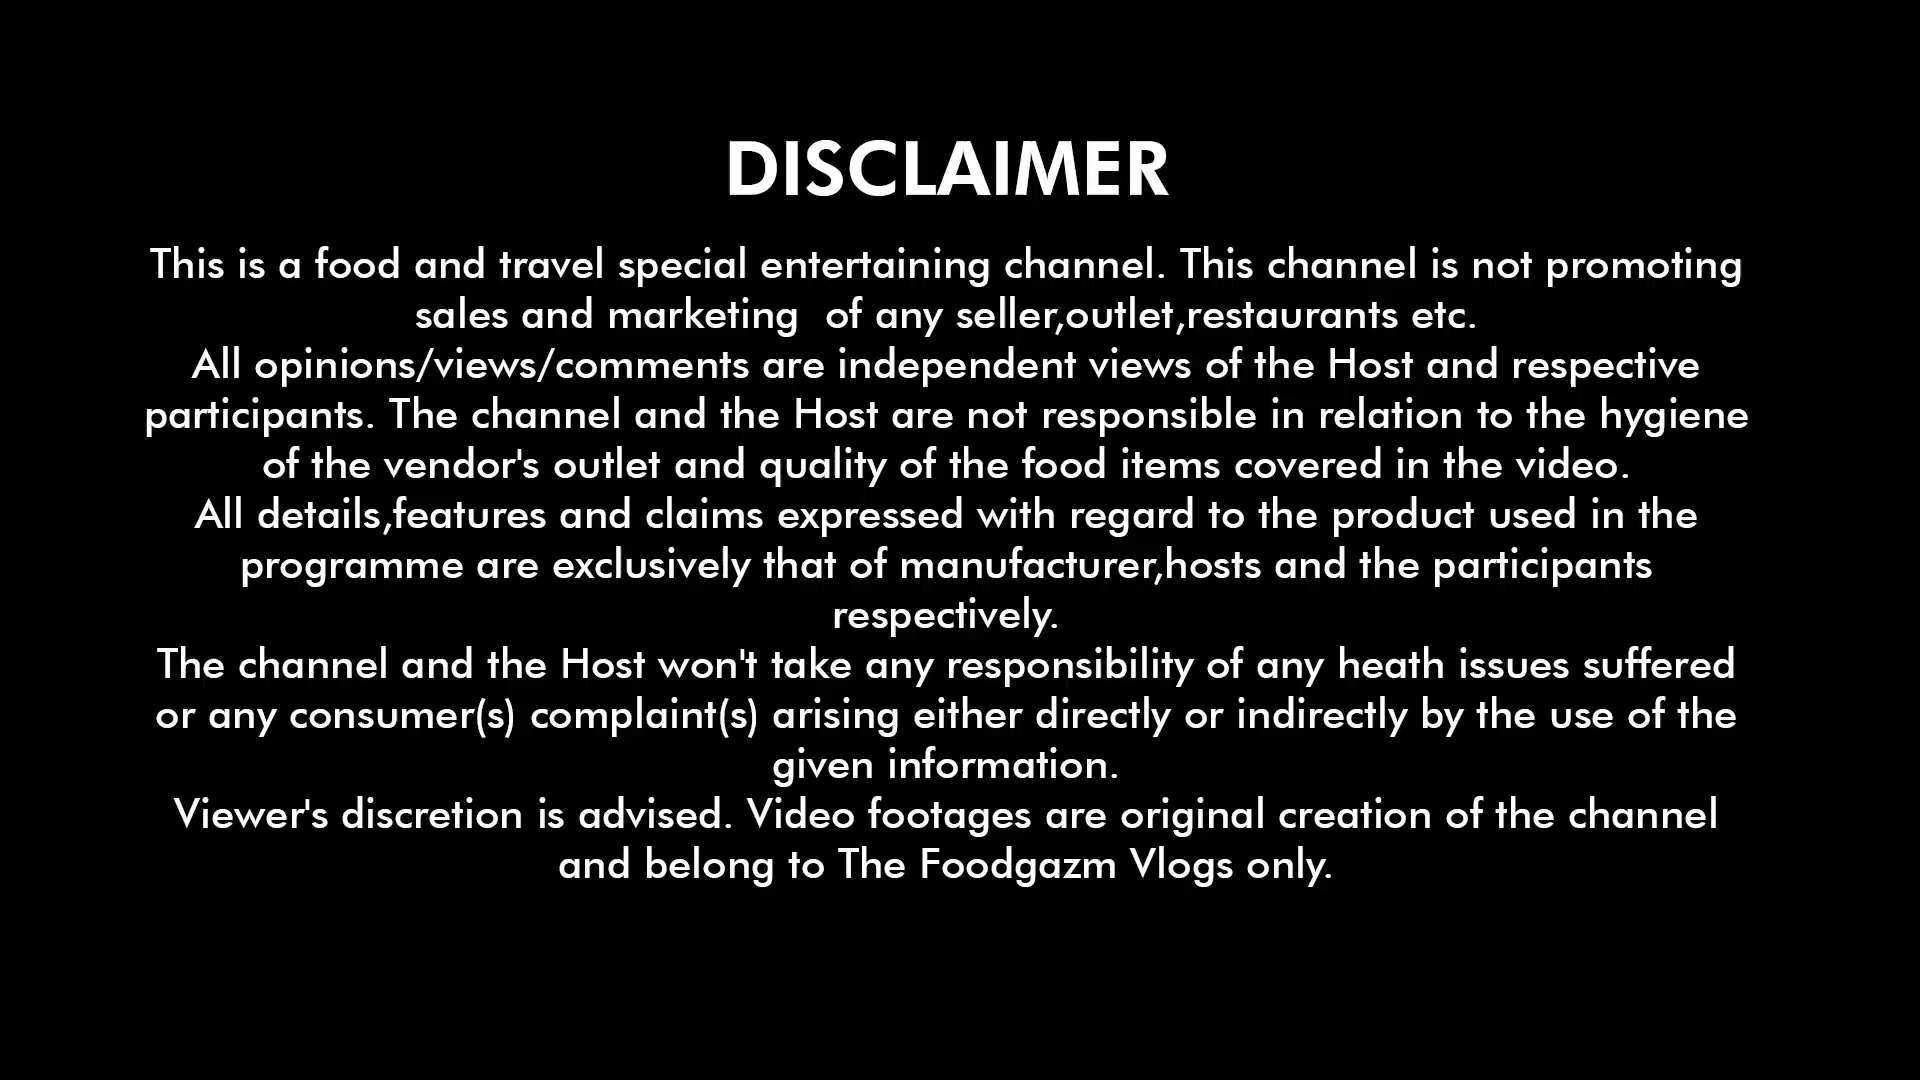 DISCLAIMER
This is a food and travel special entertaining channel. This channel is not promoting
sales and marketing  of any seller,outlet,restaurants etc.
All opinions/views/comments are independent views of the Host and respective
participants. The channel and the Host are not responsible in relation to the hygiene
of the vendor's outlet and quality of the food items covered in the video.
All details,features and claims expressed with regard to the product used in the
programme are exclusively that of manufacturer,hosts and the participants
respectively.
The channel and the Host won't take any responsibility of any heath issues suffered
or any consumer(s) complaint(s) arising either directly or indirectly by the use of the
given information.
Viewer's discretion is advised. Video footages are original creation of the channel
and belong to The Foodgazm Vlogs only.